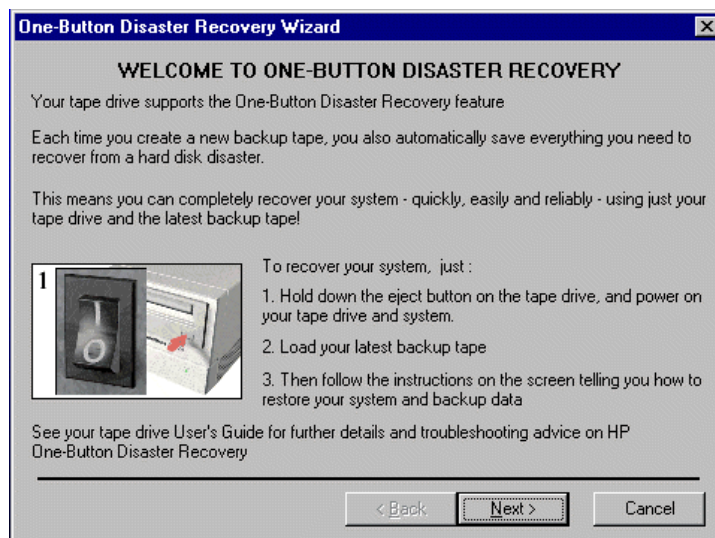 One-Button Disaster Recovery Wizard
WELCOME TO ONE-BUTTON DISASTER RECOVERY
Your tape drive supports the One-Button Disaster Recovery feature
Each time you create a new backup tape, you also automatically save everything you need to
recover from a hard disk disaster.
This means you can completely recover your system - quickly, easily and reliably - using just your
tape drive and the latest backup tape!
1
To recover your system, just :
1. Hold down the eject button on the tape drive, and power on
your tape drive and system.
2. Load your latest backup tape
3. Then follow the instructions on the screen telling you how to
restore your system and backup data
See your tape drive User's Guide for further details and troubleshooting advice on HP
One-Button Disaster Recovery
< Back Next > Cancel